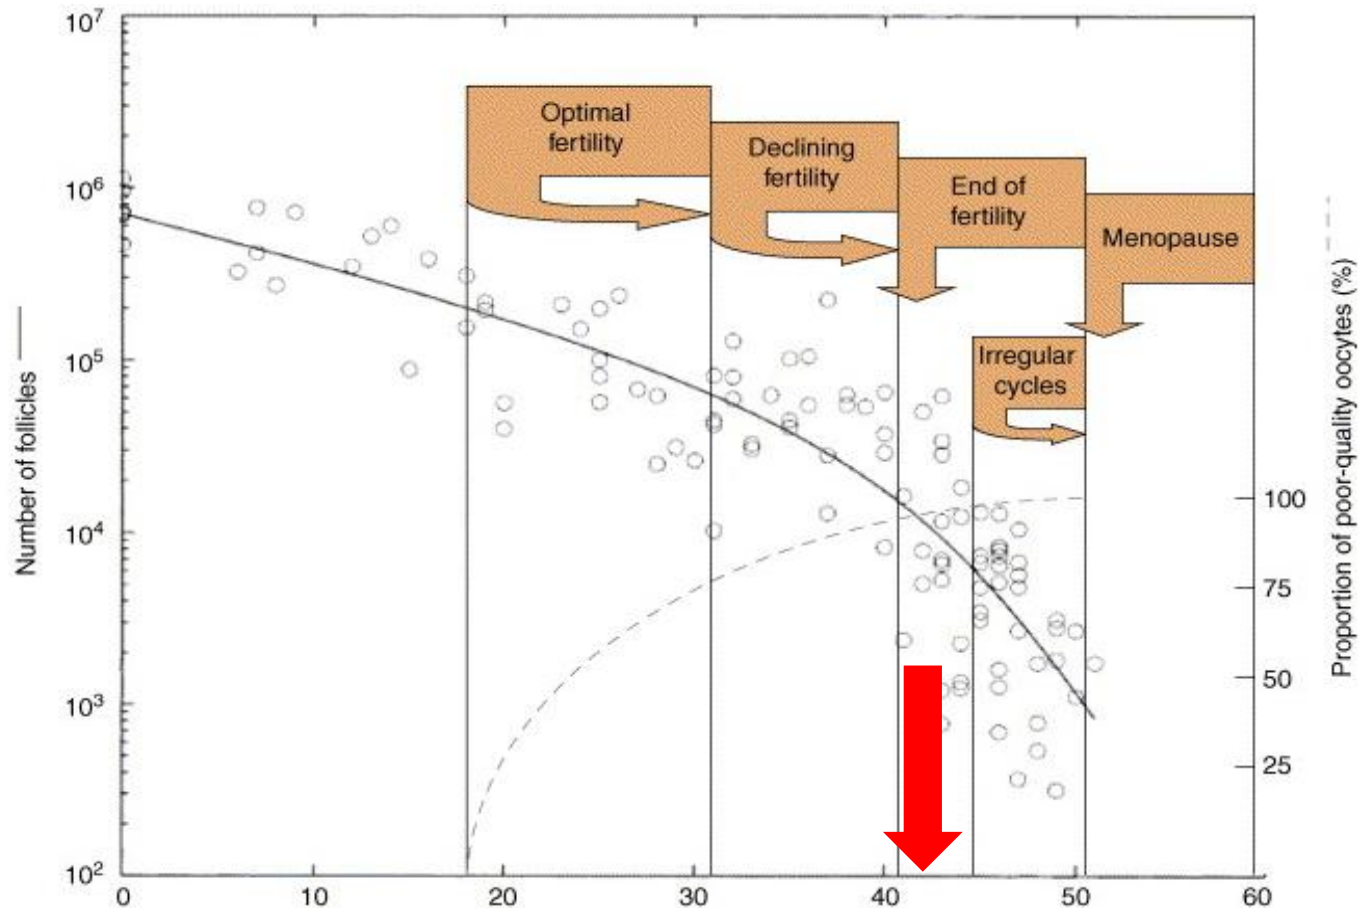 10⁷
10⁶
10⁵
10⁴
10³
10²
Number of follicles
Optimal
fertility
Declining
fertility
End of
fertility
Menopause
Irregular
cycles
100
75
50
25
Proportion of poor-quality oocytes (%)
0
10
20
30
40
50
60